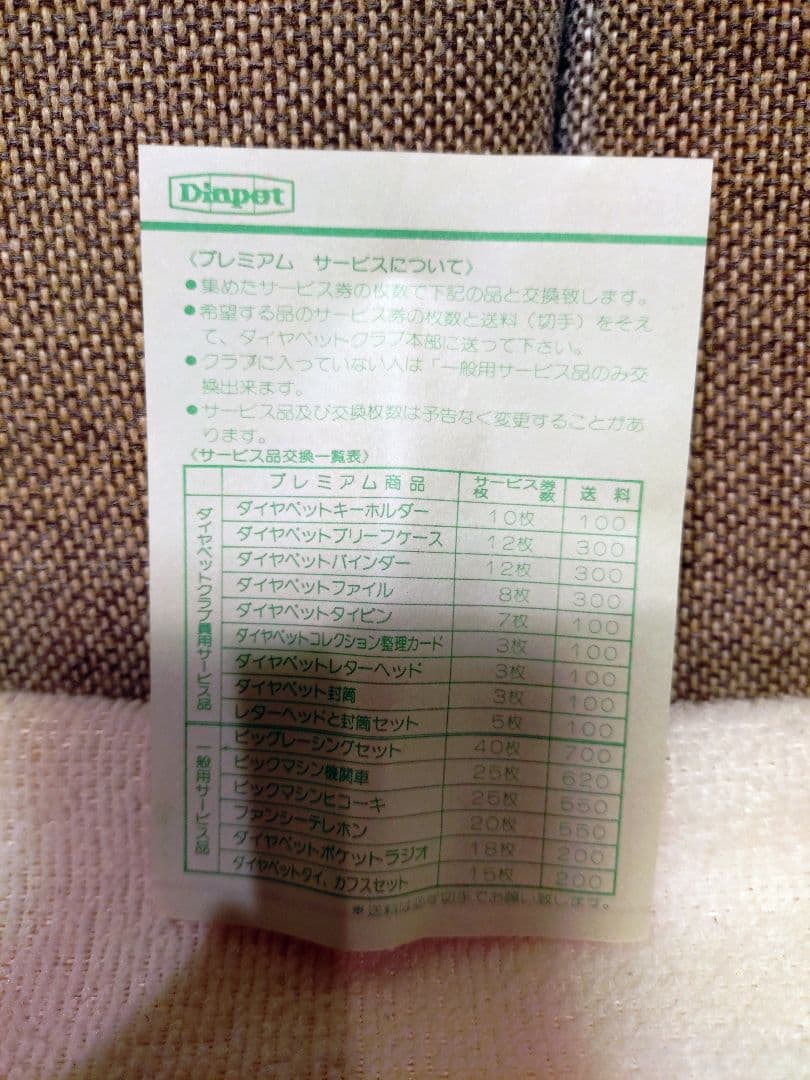 Diapet
〈プレミアム　サービスについて〉
●集めたサービス券の枚数で下記の品と交換致します。
●希望する品のサービス券の枚数と送料（切手）をそえ
て、ダイヤペットクラブ本部に送って下さい。
●クラブに入っていない人は「一般用サービス品のみ交
換出来ます。
●サービス品及び交換枚数は予告なく変更することがあ
ります。
〈サービス品交換一覧表〉
プレミアム商品 サービス券枚数 送料
ダイヤペットクラブ員用サービス品
ダイヤペットキーホルダー 10枚 100
ダイヤペットブリーフケース 12枚 300
ダイヤペットバインダー 12枚 300
ダイヤペットファイル 8枚 300
ダイヤペットタイピン 7枚 100
ダイヤペットコレクション整理カード 3枚 100
ダイヤペットレターヘッド 3枚 100
ダイヤペット封筒 3枚 100
レターヘッドと封筒セット 5枚 100
一般用サービス品
ビッグレーシングセット 40枚 700
ビックマシン機関車 25枚 620
ビックマシンヒコーキ 25枚 550
ファンシーテレホン 20枚 550
ダイヤペットポケットラジオ 18枚 200
ダイヤペットタイ、カフスセット 15枚 200
＊送料は必ず切手でお願い致します。